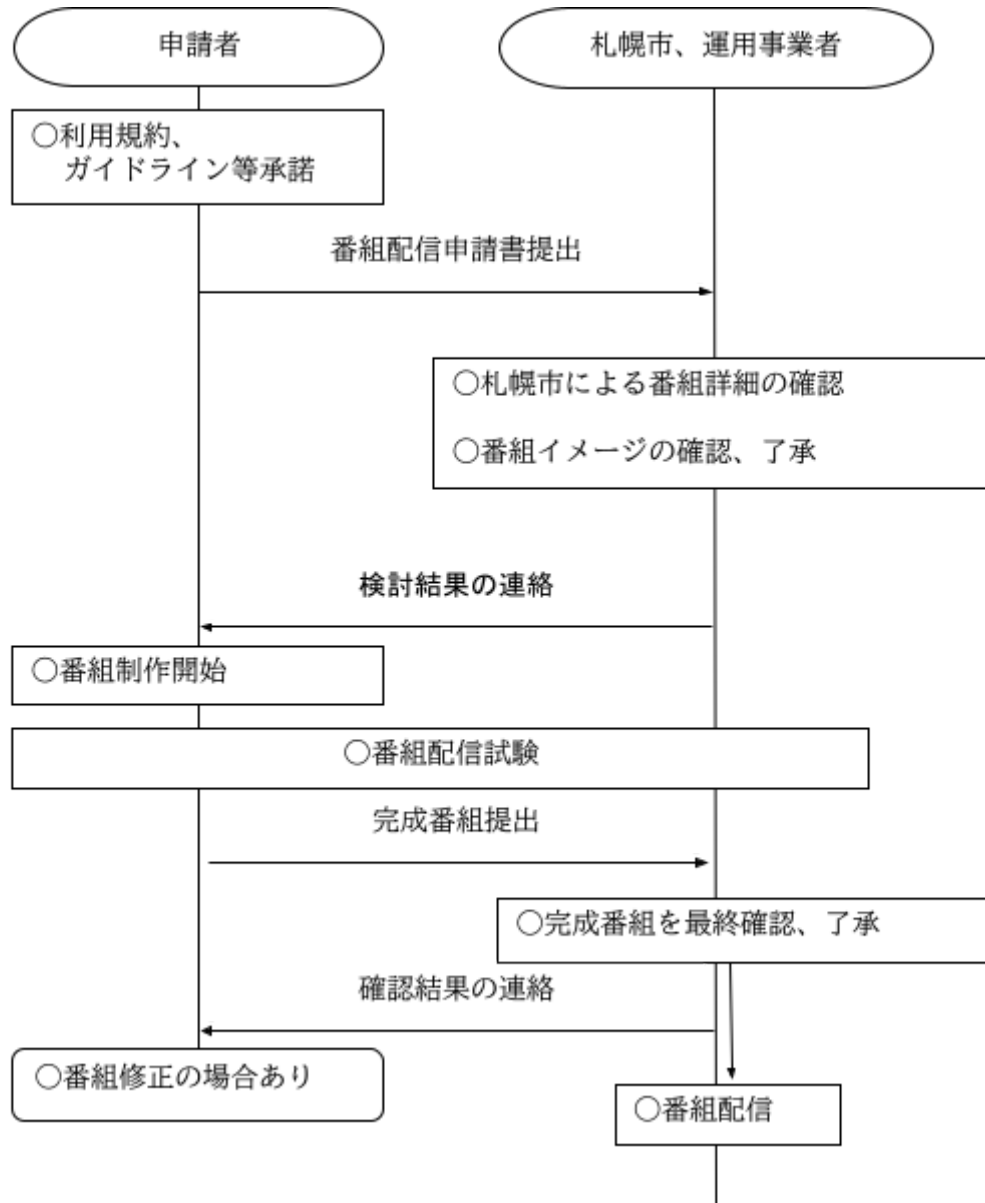 申請者
札幌市、運用事業者
○利用規約、
ガイドライン等承諾
番組配信申請書提出
○札幌市による番組詳細の確認
○番組イメージの確認、了承
検討結果の連絡
○番組制作開始
○番組配信試験
完成番組提出
○完成番組を最終確認、了承
確認結果の連絡
○番組修正の場合あり
○番組配信